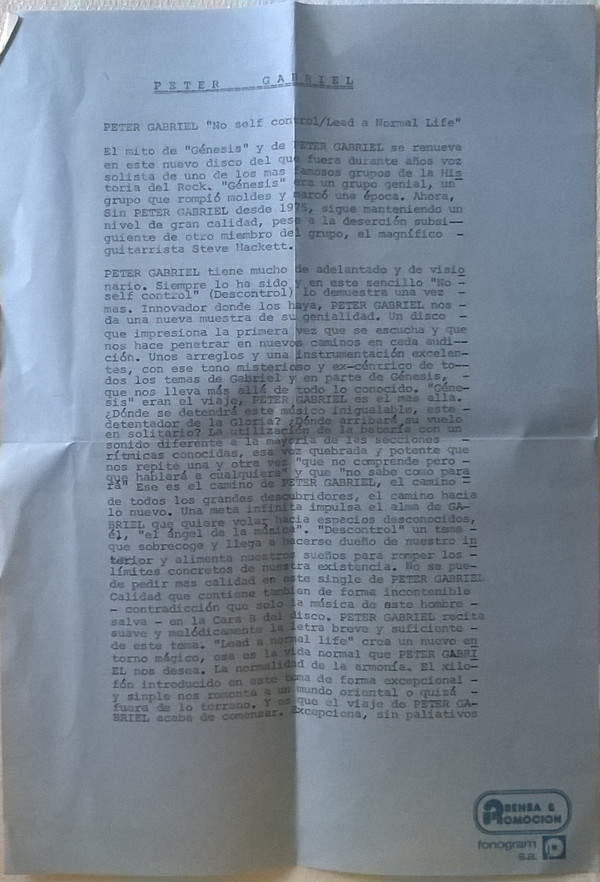 PETER GABRIEL
PETER GABRIEL "No self control/Lead a Normal Life"
El mito de "Génesis" y de PETER GABRIEL se renueva
en este nuevo disco del que fuera durante años voz
solista de uno de los mas famosos grupos de la His
toria del Rock. "Génesis" era un grupo genial, un
grupo que rompió moldes y marcó una época. Ahora,
Sin PETER GABRIEL desde 1975, sigue manteniendo un
nivel de gran calidad, pese a la deserción subsi--
guiente de otro miembro del grupo, el magnífico -
guitarrista Steve Hackett.
PETER GABRIEL tiene mucho de adelantado y de visio
nario. Siempre lo ha sido y en este sencillo "No -
self control" (Descontrol) lo demuestra una vez -
mas. Innovador donde los haya, PETER GABRIEL nos -
da una nueva muestra de su genialidad. Un disco -
que impresiona la primera vez que se escucha y que
nos hace penetrar en nuevos caminos en cada audi--
ción. Unos arreglos y una instrumentación excelen-
tes, con ese tono misterioso y ex-céntrico de to--
dos los temas de Gabriel y en parte de Génesis, -
que nos lleva más allá de todo lo conocido. "Géne-
sis" eran el viaje, PETER GABRIEL es el mas alla.
¿Dónde se detendrá este músico inigualable, este -
detentador de la Gloria? ¿Dónde arribará su vuelo
en solitario? La utilización de la batería con un
sonido diferente a la mayoría de las secciones -
rítmicas conocidas, esa voz quebrada y potente que
nos repite una y otra vez "que no comprende pero -
que hablará a cualquiera" y que "no sabe como para
rá" Ese es el camino de PETER GABRIEL, el camino -
de todos los grandes descubridores, el camino hacia
lo nuevo. Una meta infinita impulsa el alma de GA-
BRIEL que quiere volar hacia espacios desconocidos,
él, "el ángel de la música". "Descontrol" un tema -
que sobrecoge y llega a hacerse dueño de nuestro in
terior y alimenta nuestros sueños para romper los -
límites concretos de nuestra existencia. No se pue-
de pedir mas calidad en este single de PETER GABRIEL
Calidad que contiene tambien de forma incontenible
- contradicción que solo la música de este hombre -
salva - en la Cara B del disco. PETER GABRIEL recita
suave y melódicamente la letra breve y suficiente -
de este tema. "Lead a normal life" crea un nuevo en
torno mágico, esa es la vida normal que PETER GABRI
EL nos desea. La normalidad de la armonía. El xilo-
fón introducido en este tema de forma excepcional -
y simple nos remonta a un mundo oriental o quizá -
fuera de lo terreno. Y es que el viaje de PETER GA-
BRIEL acaba de comenzar. Excepciona, sin paliativos
PRENSA E
PROMOCION
fonogram
s.a.